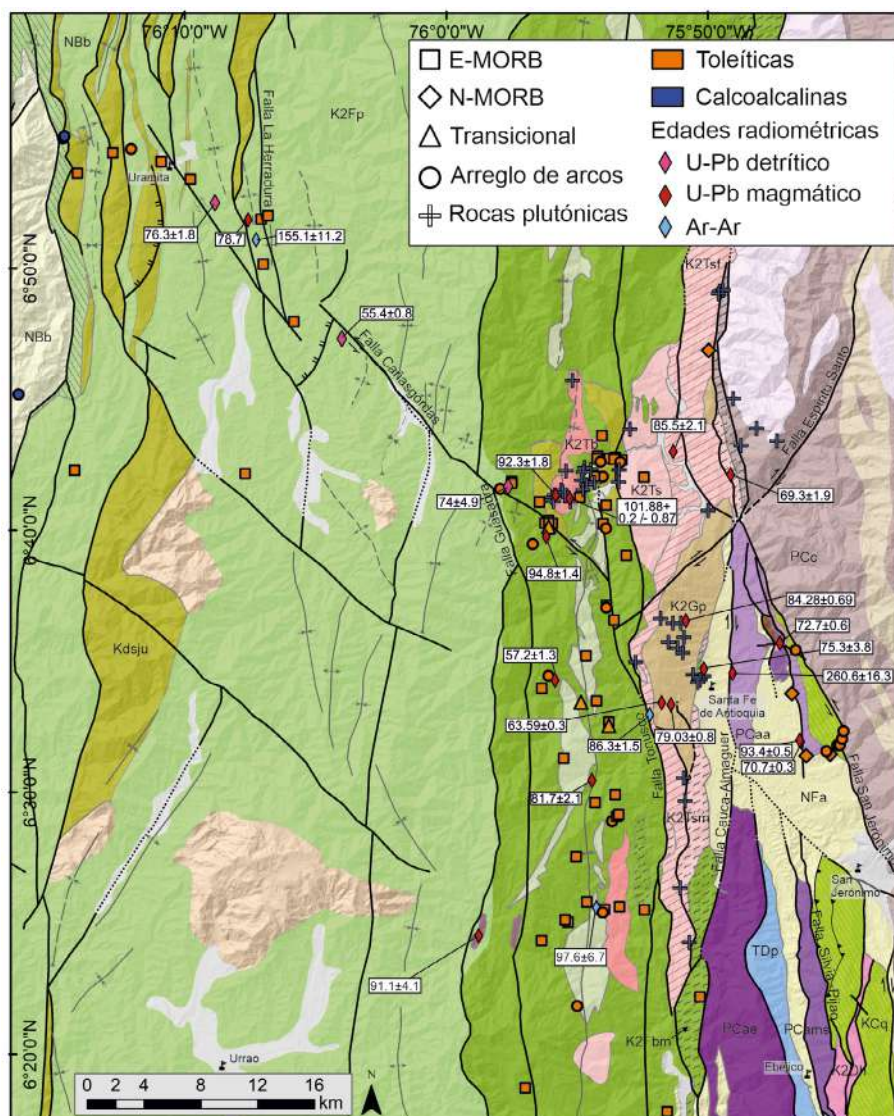 76°10'0"W
76°0'0"W
75°50'0"W
NBb
K2Fp
Falla La Herradura
E-MORB
N-MORB
Transicional
Arreglo de arcos
Rocas plutónicas
Toleíticas
Calcoalcalinas
Edades radiométricas
U-Pb detrítico
U-Pb magmático
Ar-Ar
Uramita
76.3±1.8
78.7
155.1±11.2
6°50'0"N
K2Tsf
NBb
55.4±0.8
Falla Cañasgordas
Falla Espíritu Santo
85.5±2.1
K2Tb
92.3±1.8
K2Ts
74±4.9
101.88+
0.2 /- 0.87
69.3±1.9
6°40'0"N
Falla Guasabra
94.8±1.4
PCc
K2Gp
84.28±0.69
72.7±0.6
75.3±3.8
Kdsju
57.2±1.3
260.6±16.3
Santa Fe
de Antioquia
63.59±0.3
PCaa
79.03±0.8
86.3±1.5
93.4±0.5
70.7±0.3
Falla Tonusco
6°30'0"N
81.7±2.1
NFa
K2Tsm
Falla Cauca-Almaguer
Falla San Jerónimo
San
Jerónimo
TDp
Falla Silvia-Pijao
97.6±6.7
91.1±4.1
KCq
K2Fbm
PCae
PCams
6°20'0"N
Urrao
Ebéjico
0 2 4 8 12 16
km
N